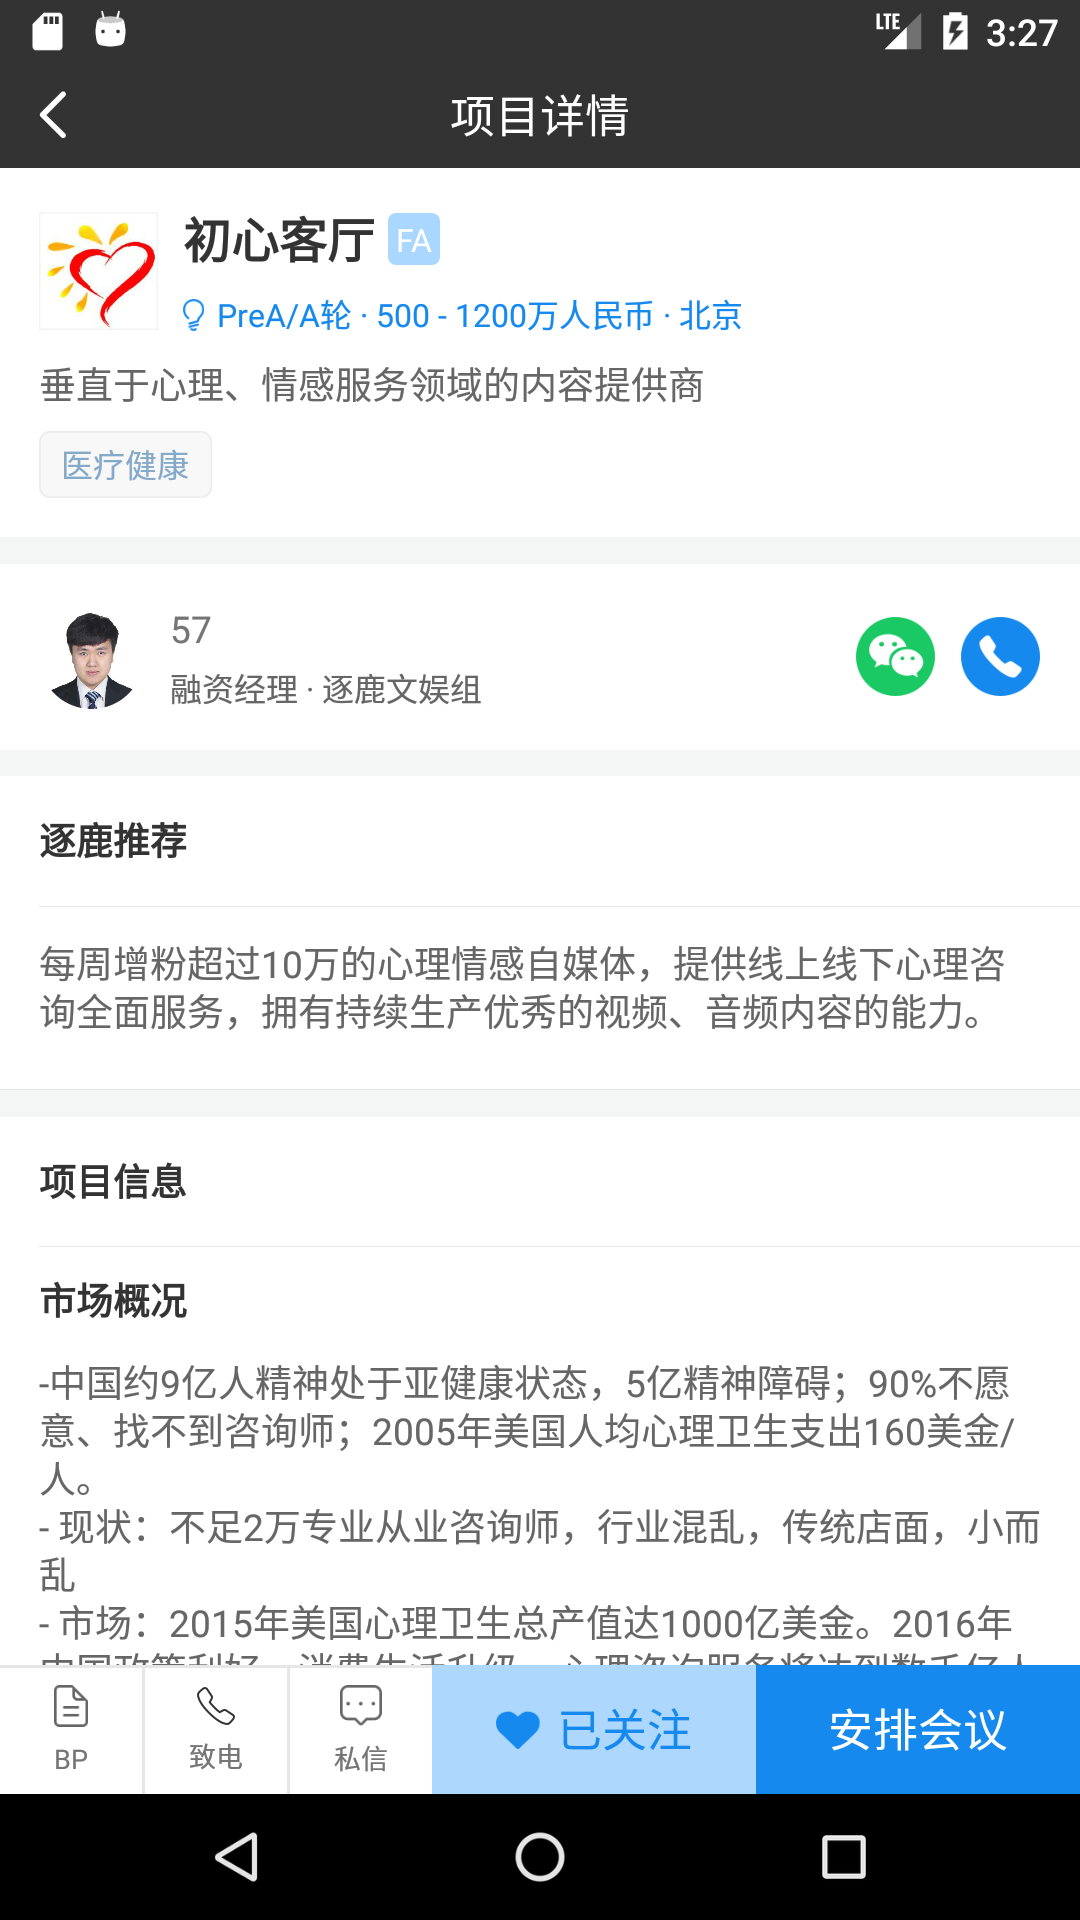 LTE 3:27
项目详情
初心客厅 FA
PreA/A轮 · 500 - 1200万人民币 · 北京
垂直于心理、情感服务领域的内容提供商
医疗健康
57
融资经理 · 逐鹿文娱组
逐鹿推荐
每周增粉超过10万的心理情感自媒体，提供线上线下心理咨
询全面服务，拥有持续生产优秀的视频、音频内容的能力。
项目信息
市场概况
-中国约9亿人精神处于亚健康状态，5亿精神障碍；90%不愿
意、找不到咨询师；2005年美国人均心理卫生支出160美金/
人。
- 现状：不足2万专业从业咨询师，行业混乱，传统店面，小而
乱
- 市场：2015年美国心理卫生总产值达1000亿美金。2016年
BP
致电
私信
已关注
安排会议